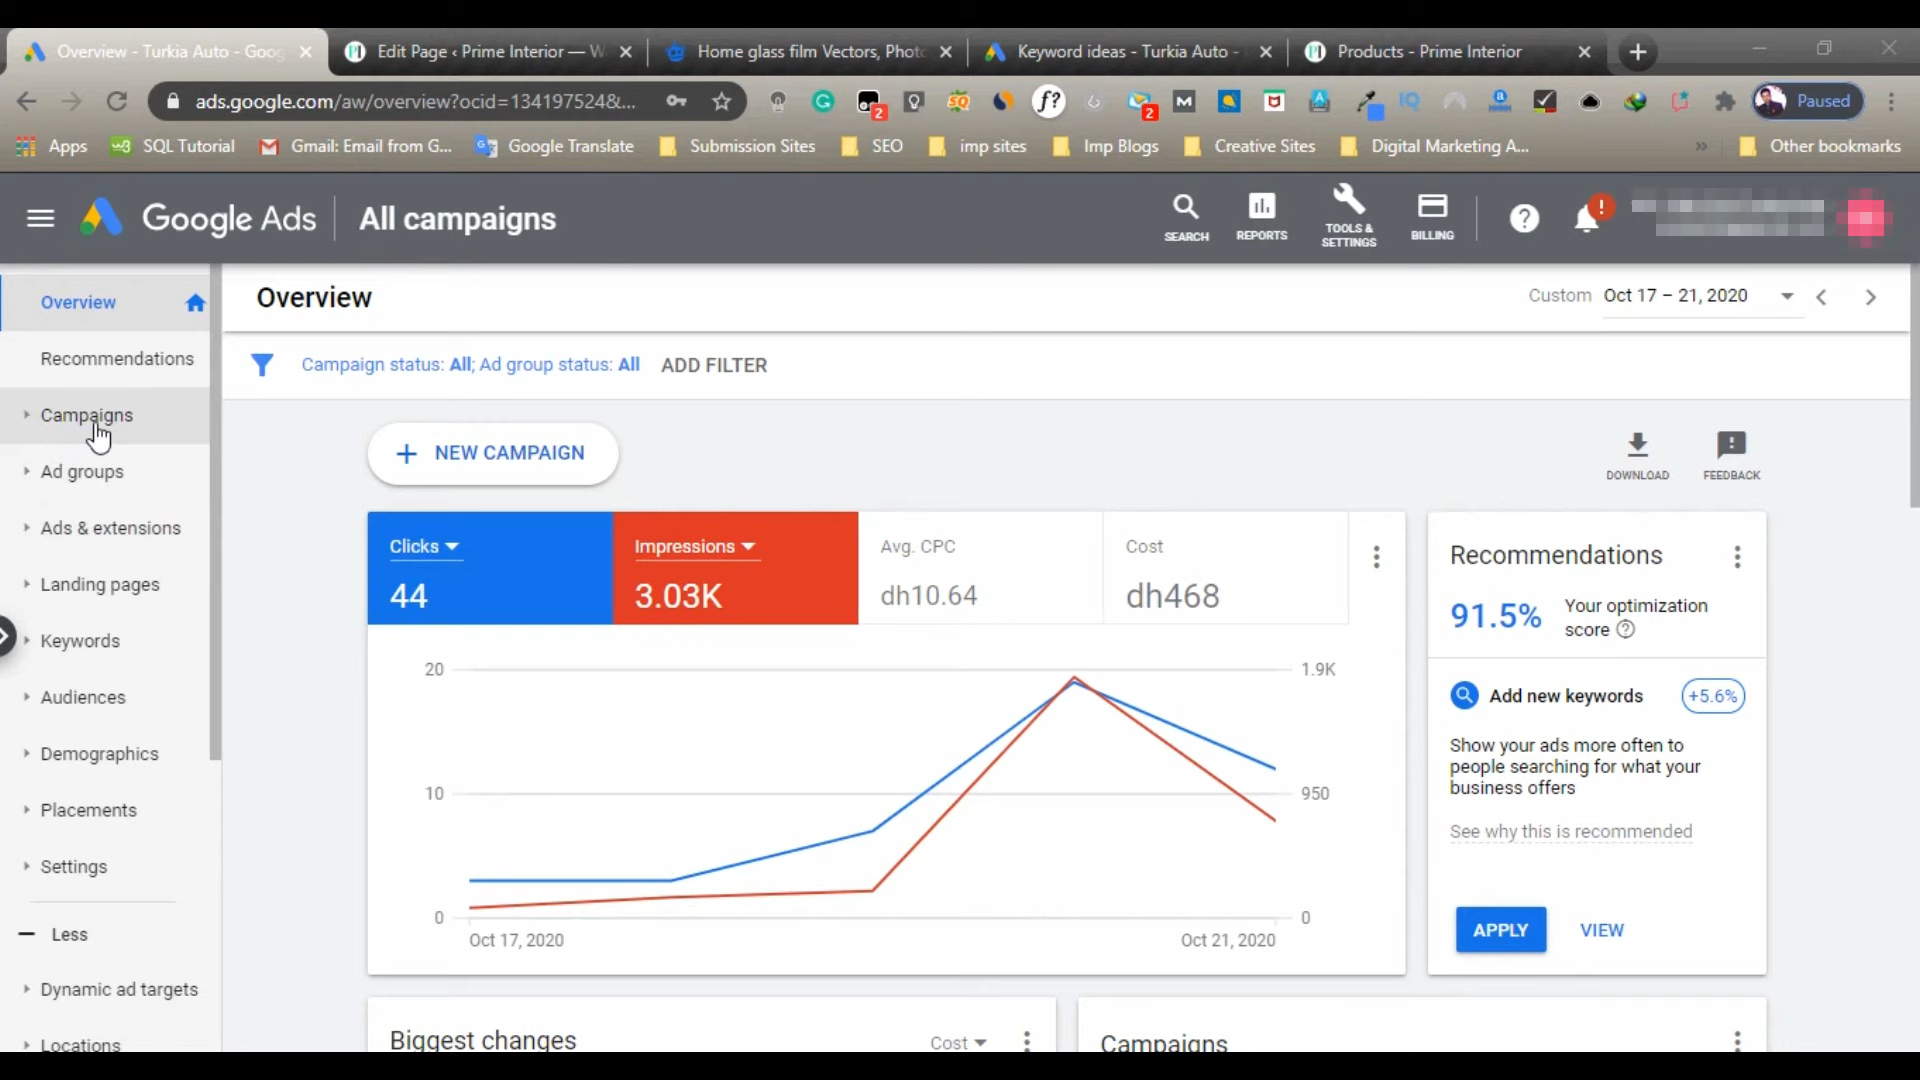 Overview - Turkia Auto - Goog
Edit Page ‹ Prime Interior — W
Home glass film Vectors, Photo
Keyword ideas - Turkia Auto -
Products - Prime Interior
ads.google.com/aw/overview?ocid=134197524&...
2
f?
2
Paused
Apps
SQL Tutorial
Gmail: Email from G...
Google Translate
Submission Sites
SEO
imp sites
Imp Blogs
Creative Sites
Digital Marketing A...
»
Other bookmarks
Google Ads
All campaigns
SEARCH
REPORTS
TOOLS &
SETTINGS
BILLING
Overview
Recommendations
Campaigns
Ad groups
Ads & extensions
Landing pages
Keywords
Audiences
Demographics
Placements
Settings
Less
Dynamic ad targets
Locations
Overview
Custom
Oct 17 – 21, 2020
Campaign status: All; Ad group status: All
ADD FILTER
+ NEW CAMPAIGN
DOWNLOAD
FEEDBACK
Clicks
44
Impressions
3.03K
Avg. CPC
dh10.64
Cost
dh468
20
10
0
1.9K
950
0
Oct 17, 2020
Oct 21, 2020
Recommendations
91.5%
Your optimization
score
Add new keywords
+5.6%
Show your ads more often to
people searching for what your
business offers
See why this is recommended
APPLY
VIEW
Biggest changes
Cost
Campaigns